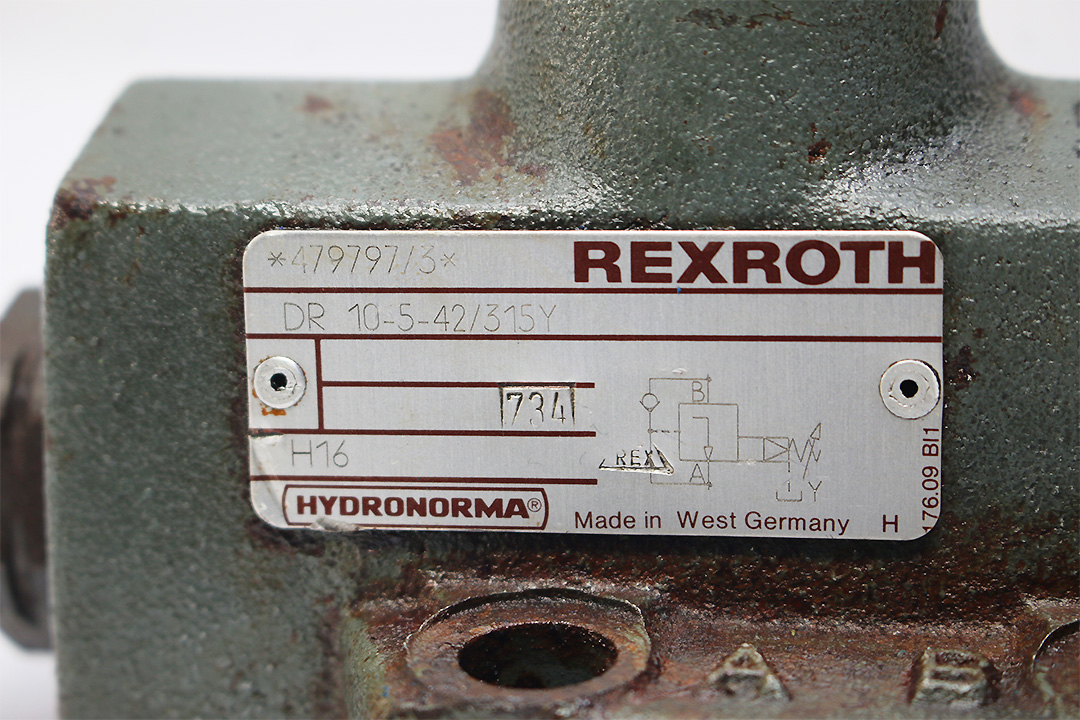 *479797/3*
REXROTH
DR 10-5-42/315Y
734
B
H16
REX
A
Y
HYDRONORMA®
Made in West Germany H
176.09 BI1
A
B